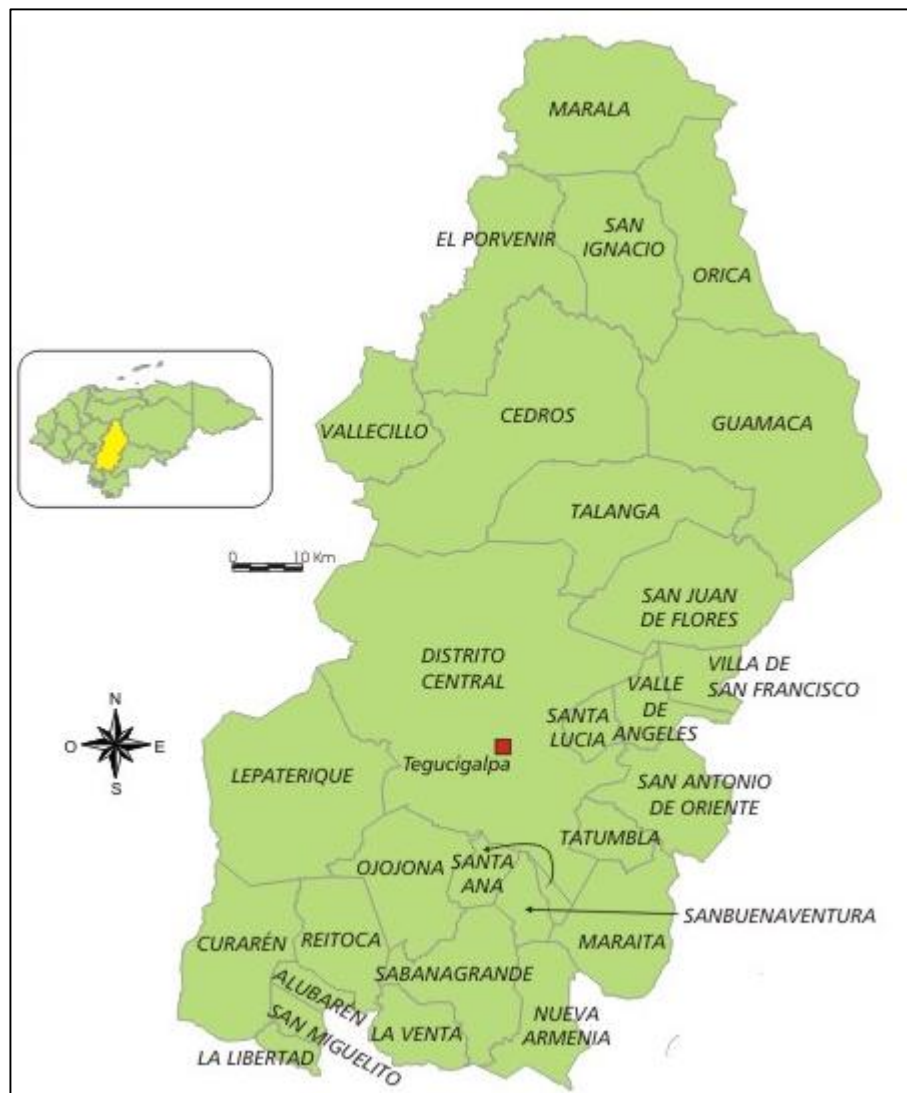 MARALA
SAN
IGNACIO
EL PORVENIR
ORICA
CEDROS
GUAMACA
VALLECILLO
TALANGA
0 10 Km
SAN JUAN
DE FLORES
DISTRITO
CENTRAL
VILLA DE
SAN FRANCISCO
VALLE
DE
ANGELES
SANTA
LUCIA
N
O E
S
Tegucigalpa
LEPATERIQUE
SAN ANTONIO
DE ORIENTE
TATUMBLA
OJOJONA
SANTA
ANA
SANBUENAVENTURA
CURARÉN
REITOCA
MARAITA
SABANAGRANDE
ALUBARÉN
NUEVA
ARMENIA
SAN MIGUELITO
LA VENTA
LA LIBERTAD